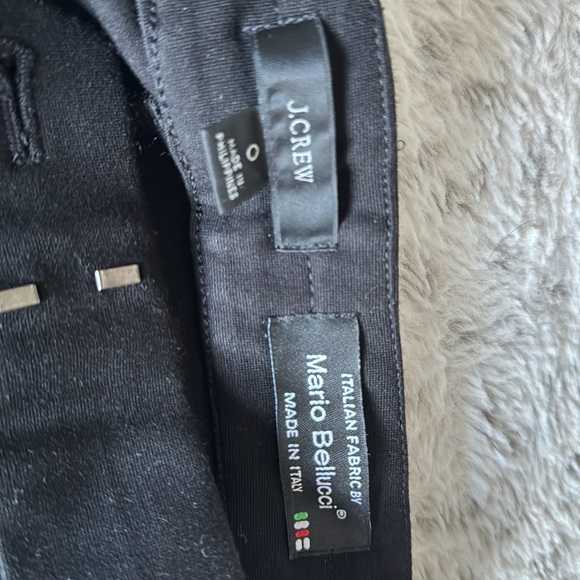 J.CREW
0
MADE IN
PHILIPPINES
ITALIAN FABRIC BY
Mario Bellucci®
MADE IN ITALY